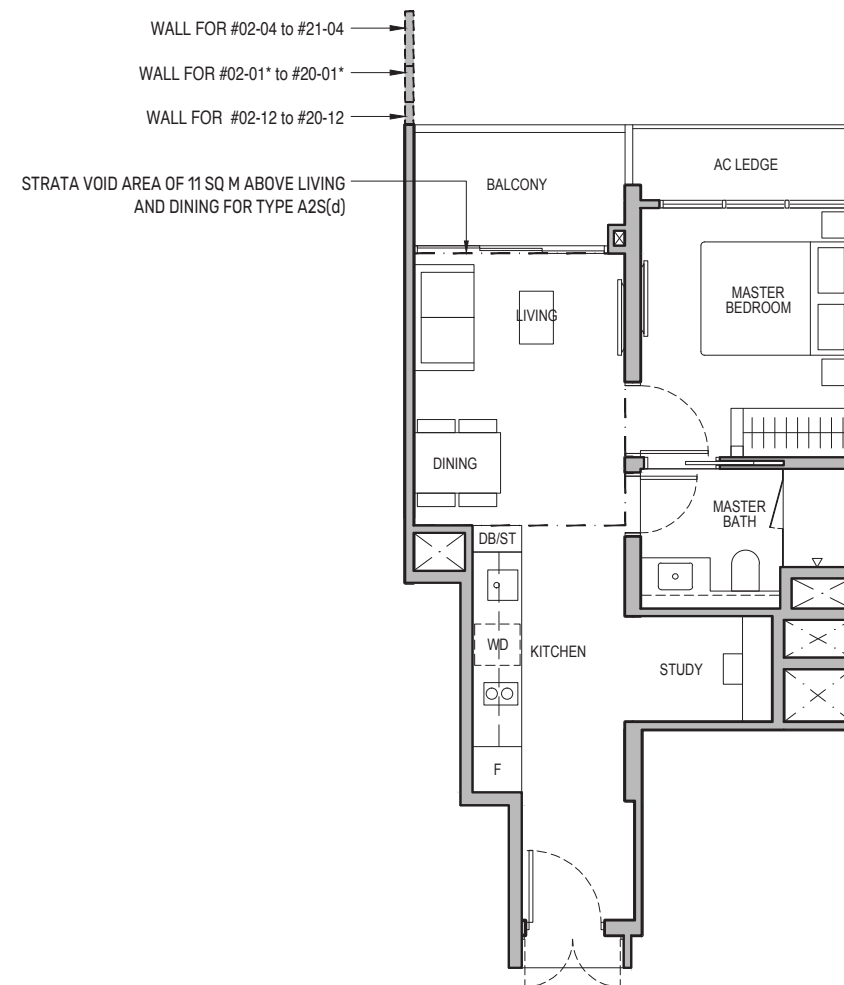 WALL FOR #02-04 to #21-04
WALL FOR #02-01* to #20-01*
WALL FOR #02-12 to #20-12
STRATA VOID AREA OF 11 SQ M ABOVE LIVING
AND DINING FOR TYPE A2S(d)
BALCONY
AC LEDGE
MASTER
BEDROOM
LIVING
DINING
MASTER
BATH
DB/ST
WD
KITCHEN
STUDY
F